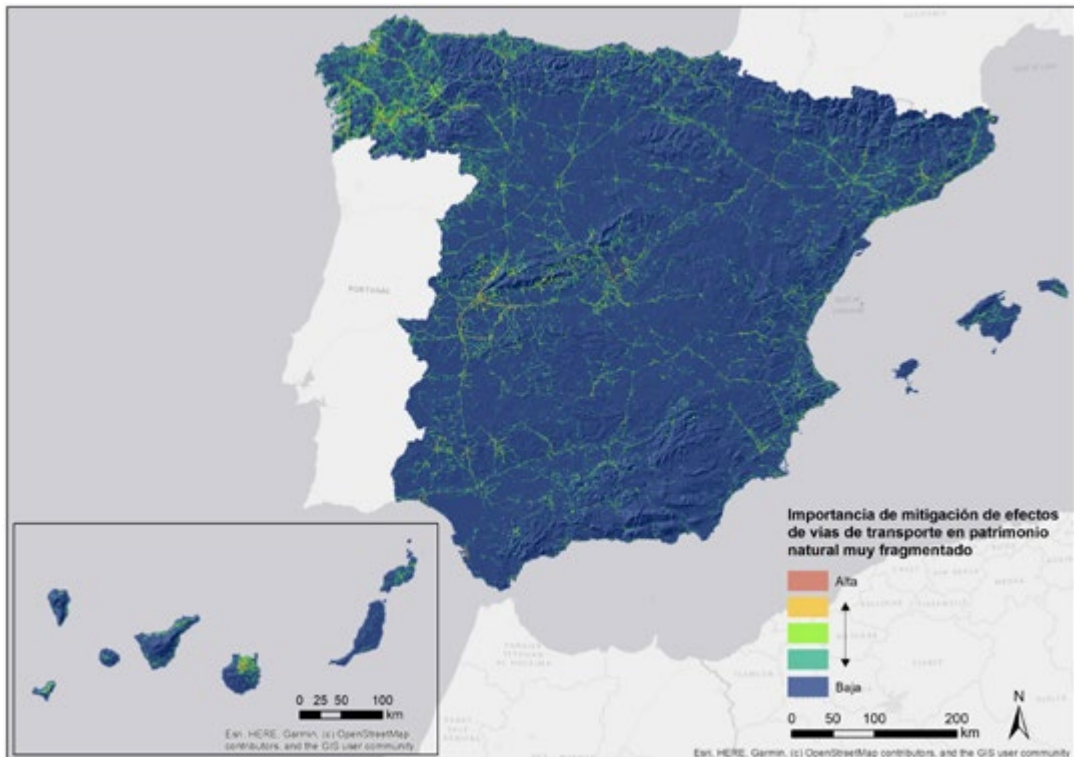 PORTUGAL
Importancia de mitigación de efectos
de vías de transporte en patrimonio
natural muy fragmentado
Alta
Baja
0 50 100 200
km
N
Esri, HERE, Garmin, (c) OpenStreetMap contributors, and the GIS user community
0 25 50 100
km
Esri, HERE, Garmin, (c) OpenStreetMap
contributors, and the GIS user community